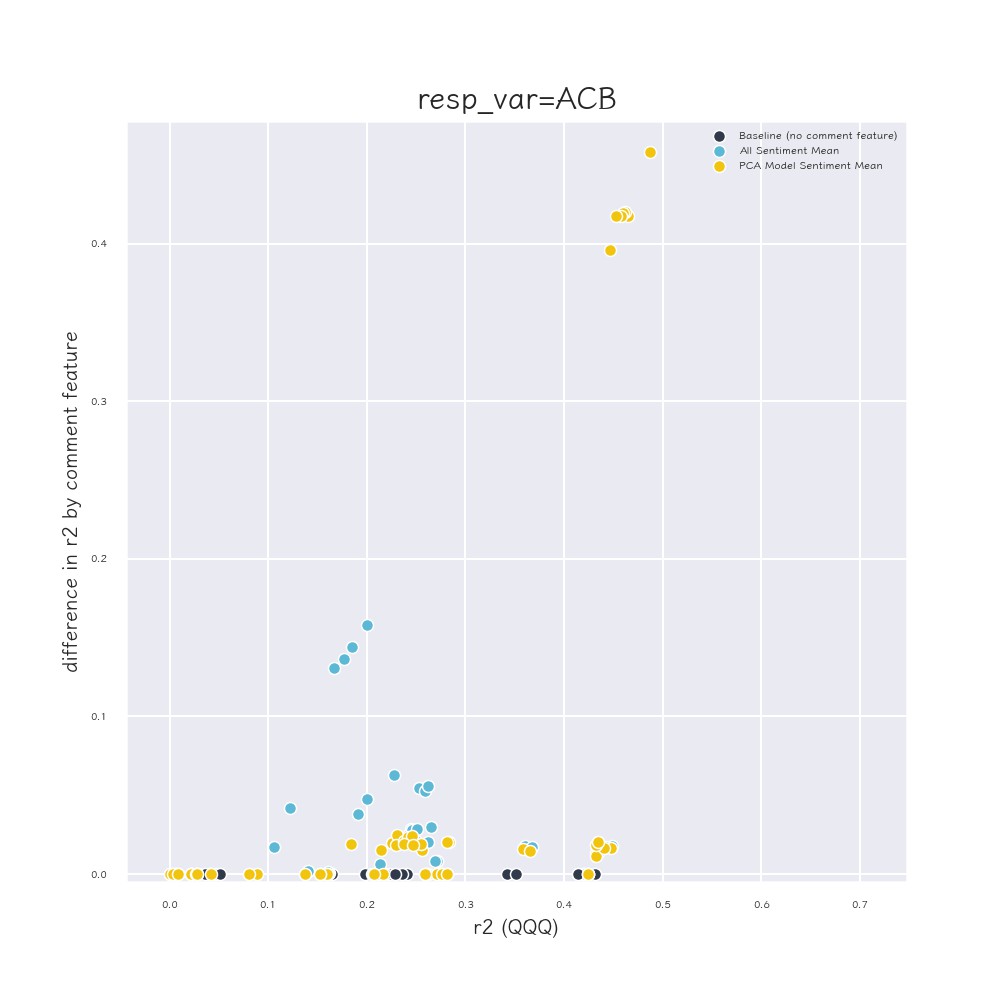 resp_var=ACB
Baseline (no comment feature)
All Sentiment Mean
PCA Model Sentiment Mean
difference in r2 by comment feature
0.4
0.3
0.2
0.1
0.0
0.0 0.1 0.2 0.3 0.4 0.5 0.6 0.7
r2 (QQQ)